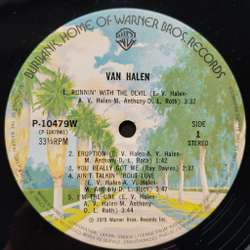 BURBANK, HOME OF WARNER BROS. RECORDS
VAN HALEN
1. RUNNIN' WITH THE DEVIL (E. V. Halen-
A. V. Halen-M. Anthony-D. L. Roth) 3:32
P-10479W
(P-10479W1)
33⅓RPM
SIDE
1
STEREO
2. ERUPTION (E. V. Halen-A. V. Halen-
M. Anthony-D. L. Roth) 1:42
3. YOU REALLY GOT ME (Ray Davies) 2:37
4. AIN'T TALKIN' 'BOUT LOVE
(E. V. Halen-A. V. Halen-
M. Anthony-D. L. Roth) 3:47
5. I'M THE ONE (E. V. Halen-
A. V. Halen-M. Anthony-
D. L. Roth) 3:44
℗ 1978 Warner Bros. Records Inc.